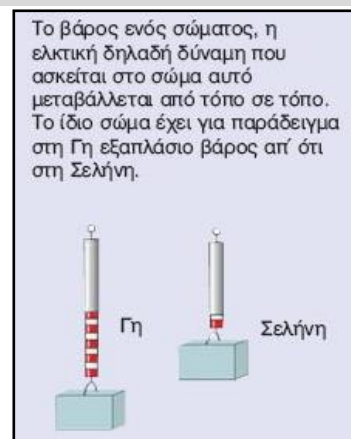 Το βάρος ενός σώματος, η
ελκτική δηλαδή δύναμη που
ασκείται στο σώμα αυτό
μεταβάλλεται από τόπο σε τόπο.
Το ίδιο σώμα έχει για παράδειγμα
στη Γη εξαπλάσιο βάρος απ΄ ότι
στη Σελήνη.
Γη
Σελήνη